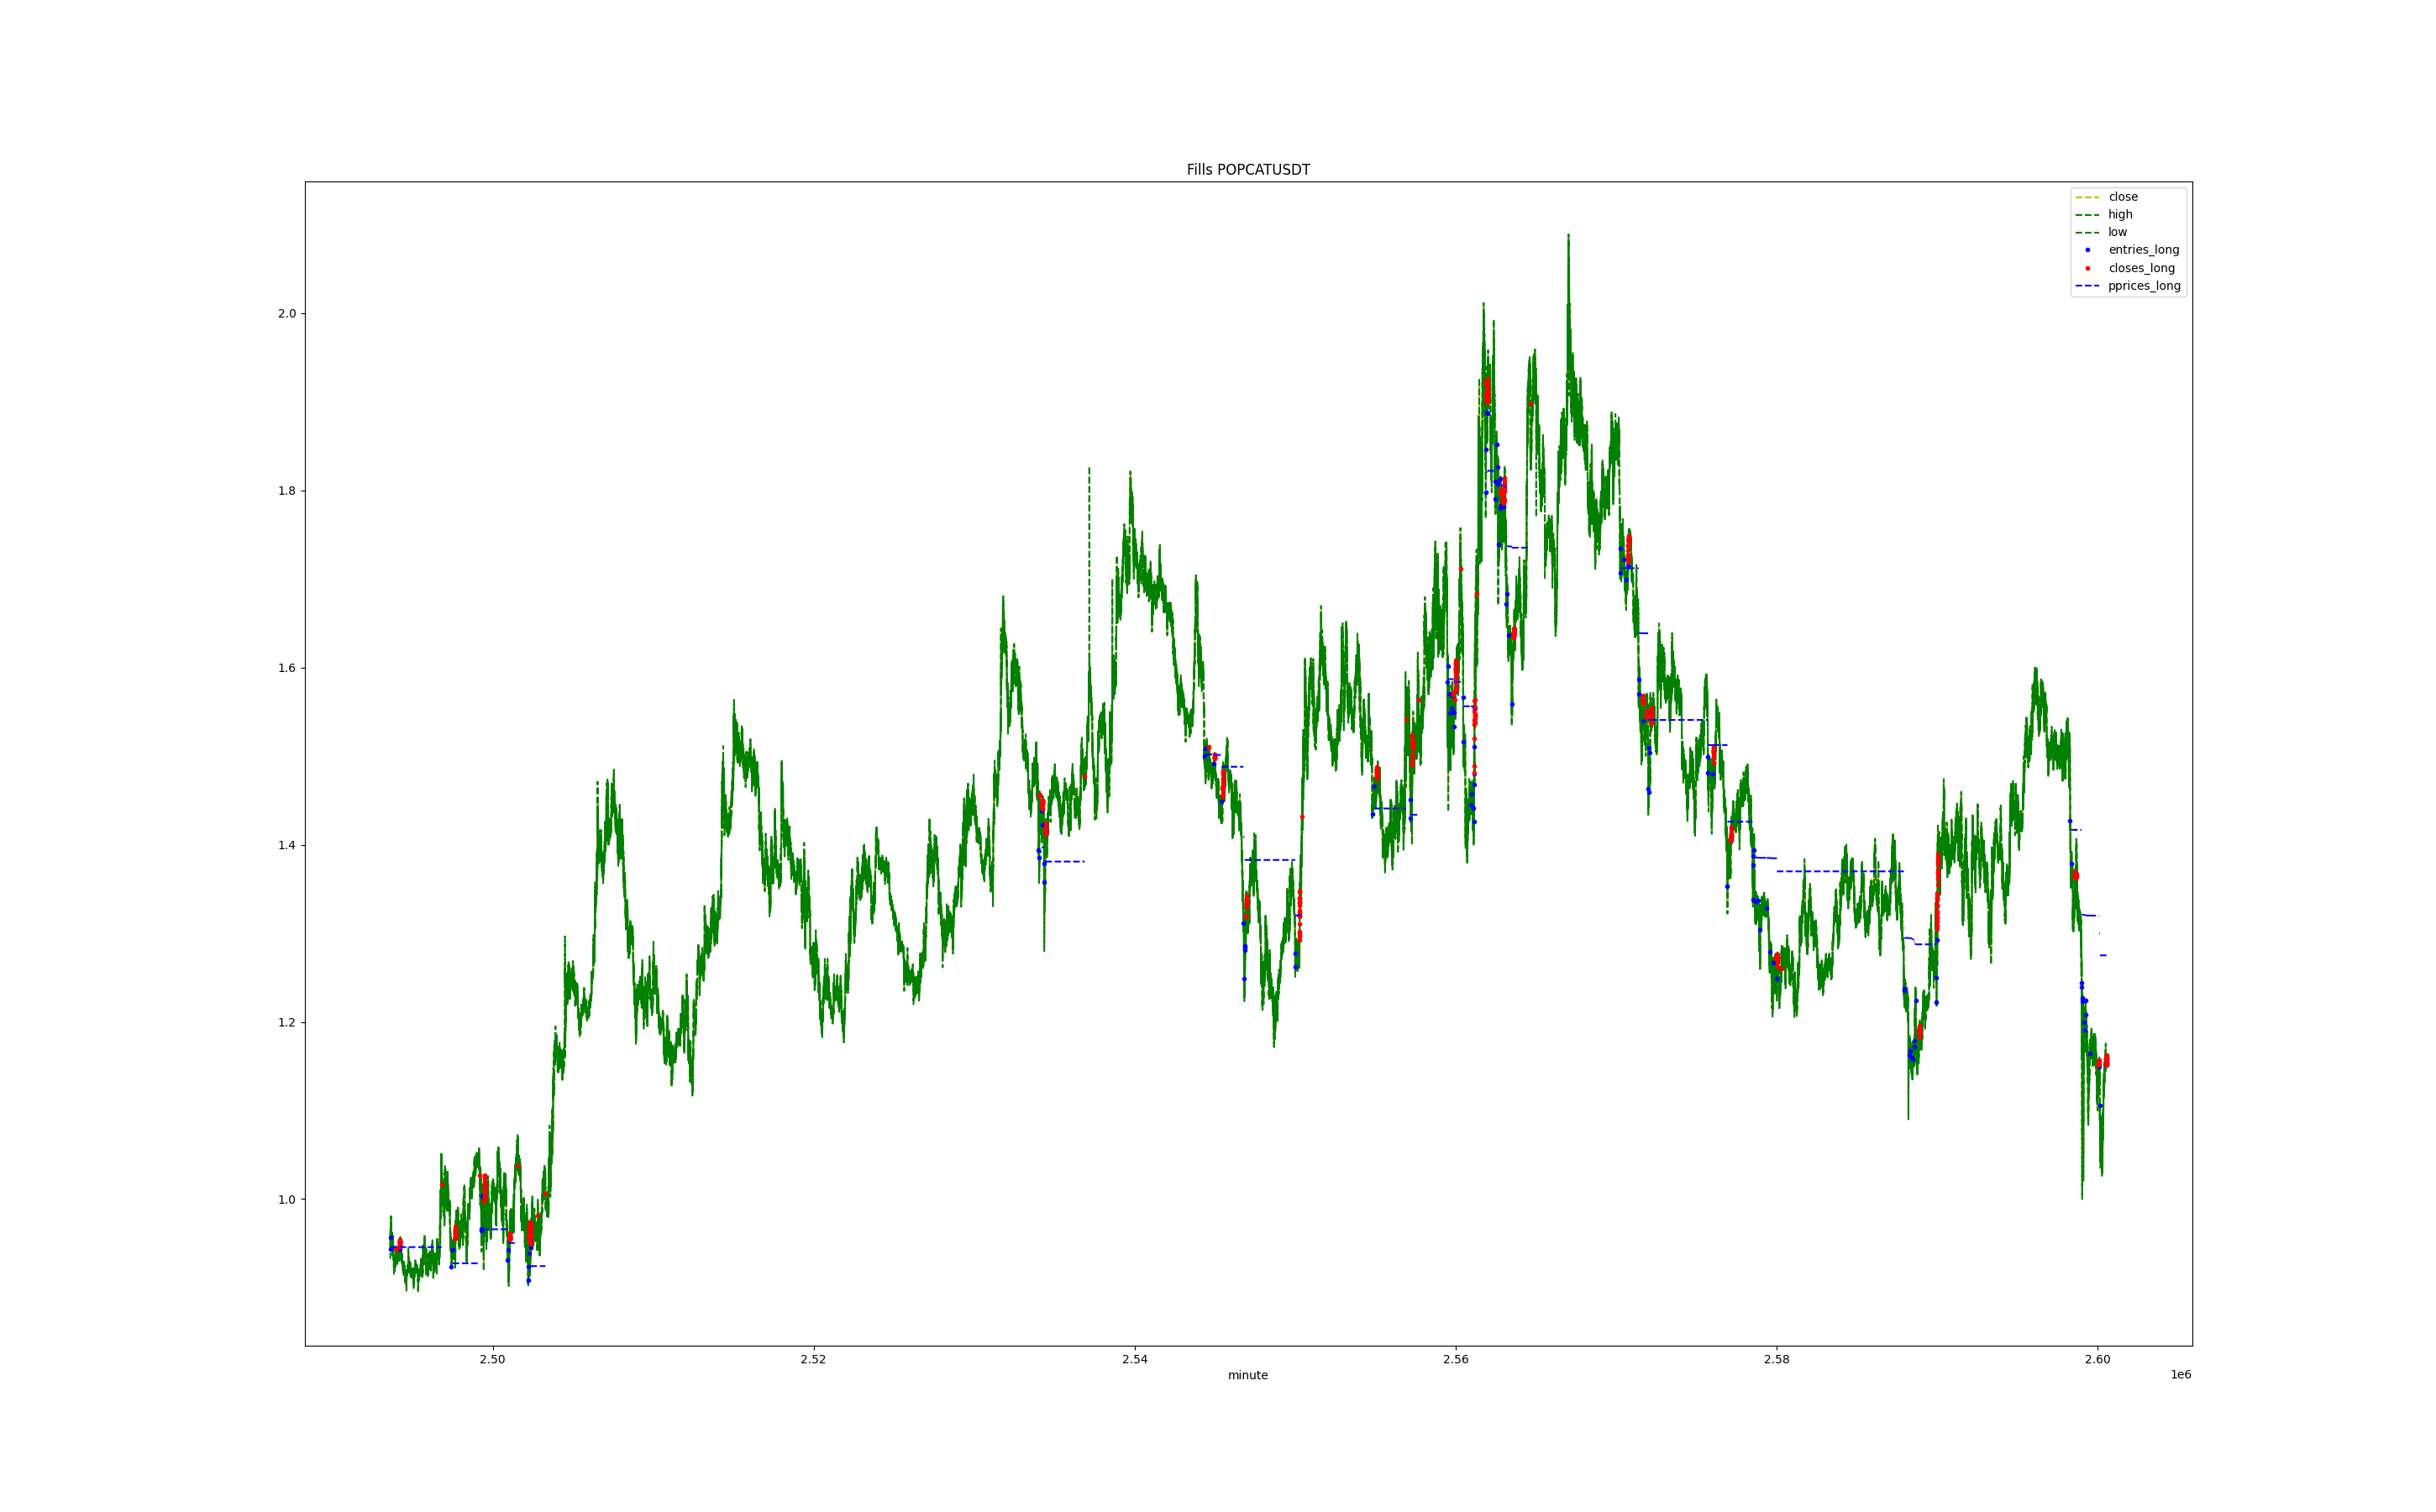 Fills POPCATUSDT
close
high
low
entries_long
closes_long
pprices_long
2.0
1.8
1.6
1.4
1.2
1.0
2.50 2.52 2.54 2.56 2.58 2.60
1e6
minute